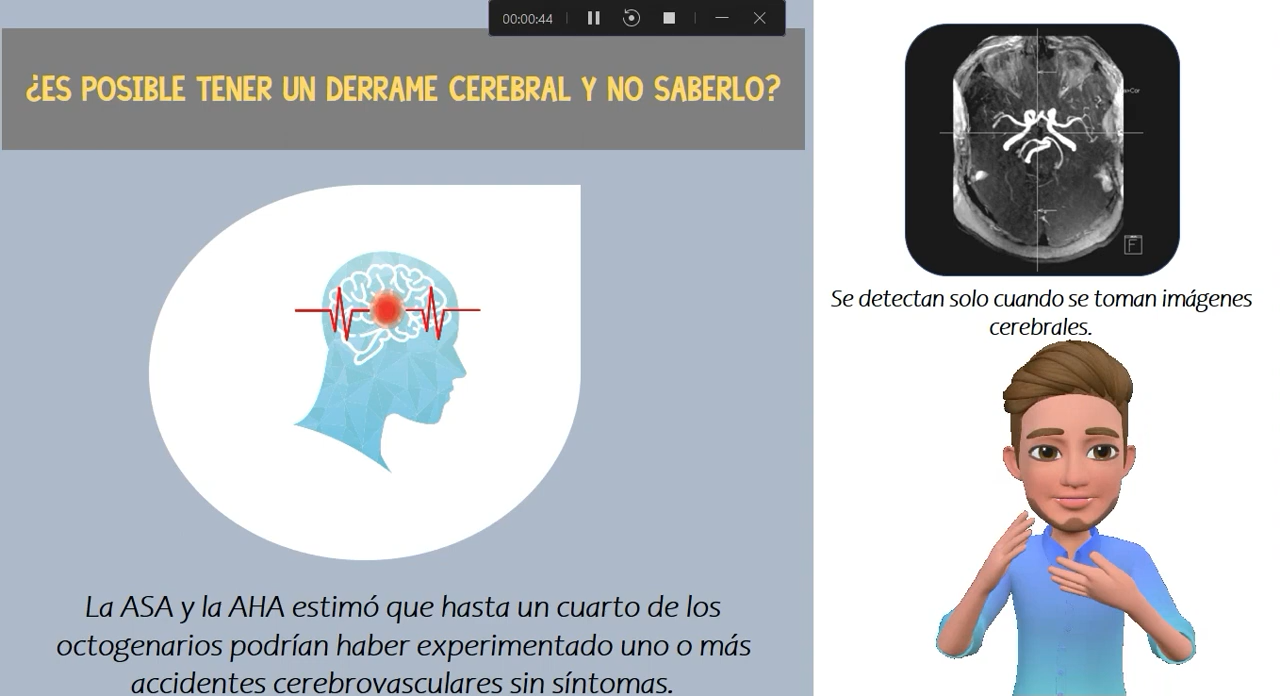 00:00:44
¿ES POSIBLE TENER UN DERRAME CEREBRAL Y NO SABERLO?
La ASA y la AHA estimó que hasta un cuarto de los
octogenarios podrían haber experimentado uno o más
accidentes cerebrovasculares sin síntomas.
F
Se detectan solo cuando se toman imágenes
cerebrales.